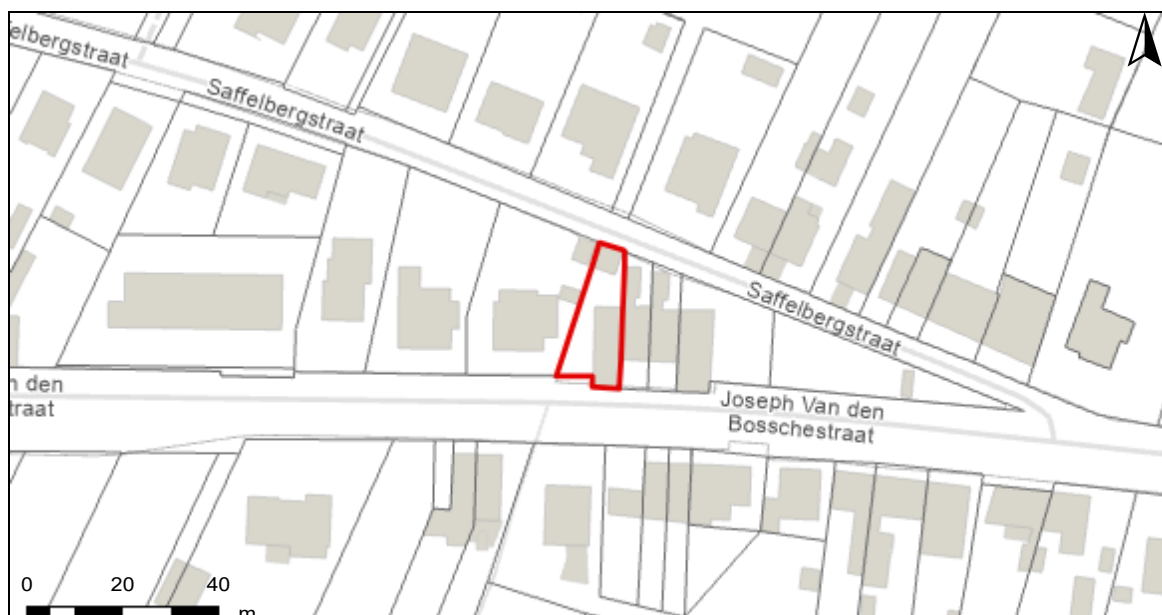 elbergstraat
Saffelbergstraat
Saffelbergstraat
n den
traat
Joseph Van den
Bosschestraat
0 20 40
m